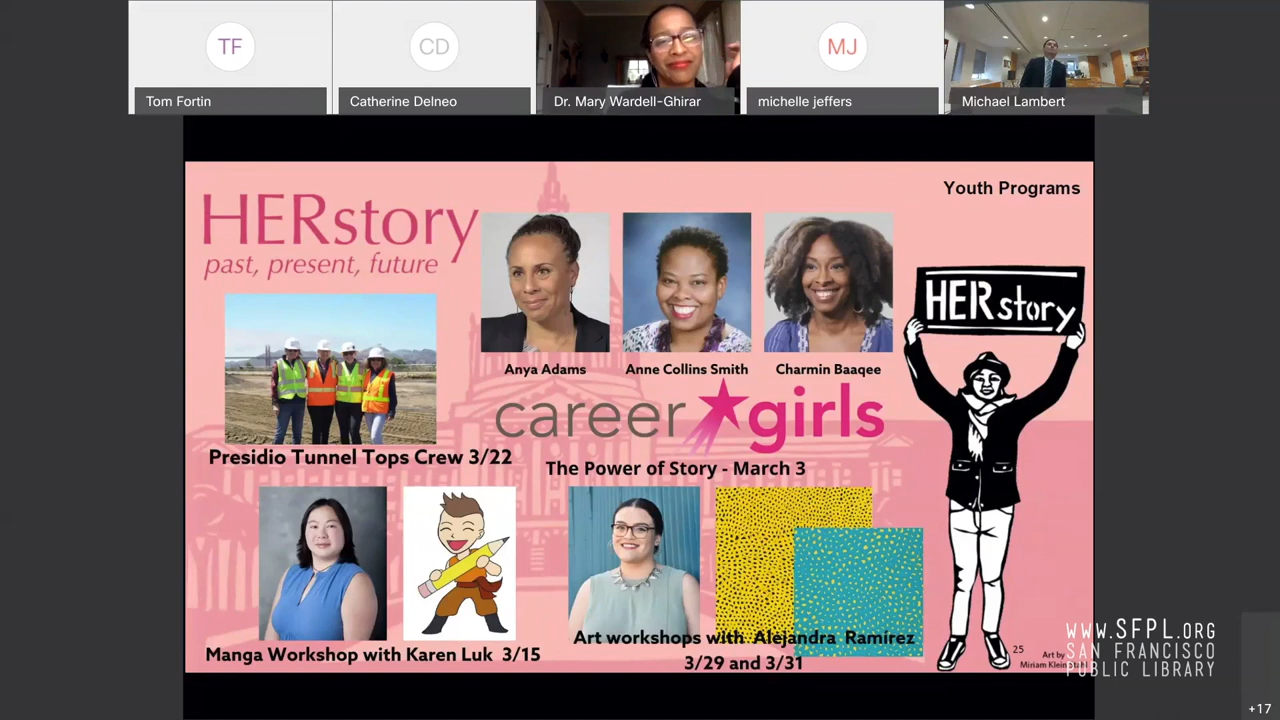 TF
CD
MJ
Tom Fortin
Catherine Delneo
Dr. Mary Wardell-Ghirar
michelle jeffers
Michael Lambert
Youth Programs
HERstory
past, present, future
HERstory
Anya Adams
Anne Collins Smith
Charmin Baaqee
career girls
Presidio Tunnel Tops Crew 3/22
The Power of Story - March 3
Manga Workshop with Karen Luk 3/15
Art workshops with Alejandra Ramirez
3/29 and 3/31
25
Art by
Miriam
WWW.SFPL.ORG
SAN FRANCISCO
PUBLIC LIBRARY
+17